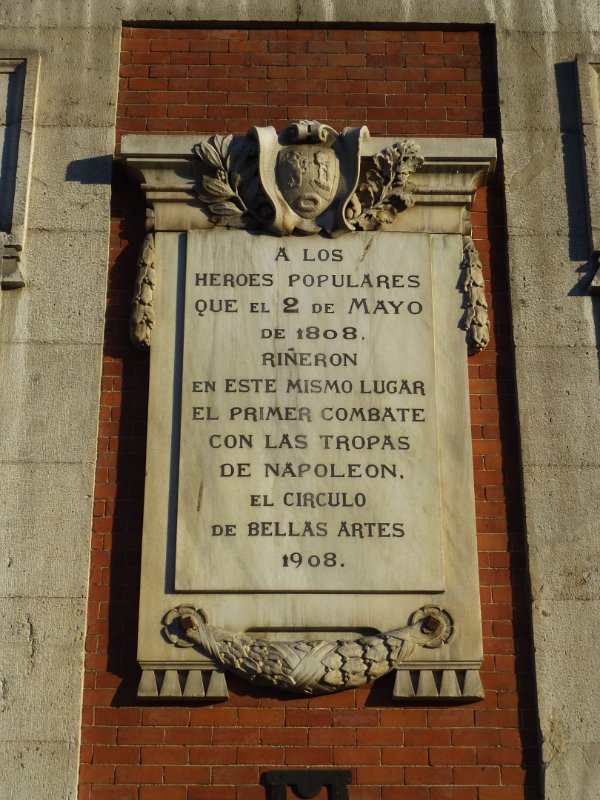 A LOS
HEROES POPULARES
QUE EL 2 DE MAYO
DE 1808,
RIÑERON
EN ESTE MISMO LUGAR
EL PRIMER COMBATE
CON LAS TROPAS
DE NAPOLEON,
EL CIRCULO
DE BELLAS ARTES
1908.